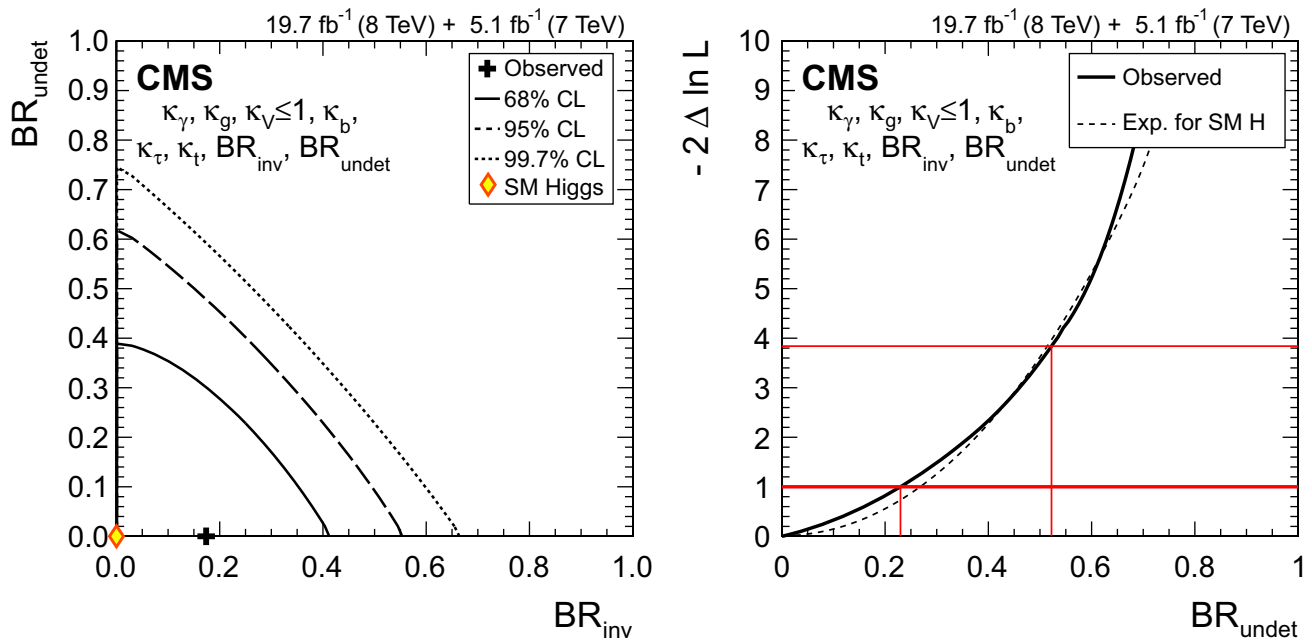 19.7 fb⁻¹ (8 TeV) + 5.1 fb⁻¹ (7 TeV)
BR_undet
1.0
0.9
0.8
0.7
0.6
0.5
0.4
0.3
0.2
0.1
0.0
CMS
κ_γ, κ_g, κ_V≤1, κ_b,
κ_τ, κ_t, BR_inv, BR_undet
Observed
68% CL
95% CL
99.7% CL
SM Higgs
0.0 0.2 0.4 0.6 0.8 1.0
BR_inv
19.7 fb⁻¹ (8 TeV) + 5.1 fb⁻¹ (7 TeV)
- 2 Δ ln L
10
9
8
7
6
5
4
3
2
1
0
CMS
κ_γ, κ_g, κ_V≤1, κ_b,
κ_τ, κ_t, BR_inv, BR_undet
Observed
Exp. for SM H
0 0.2 0.4 0.6 0.8 1
BR_undet